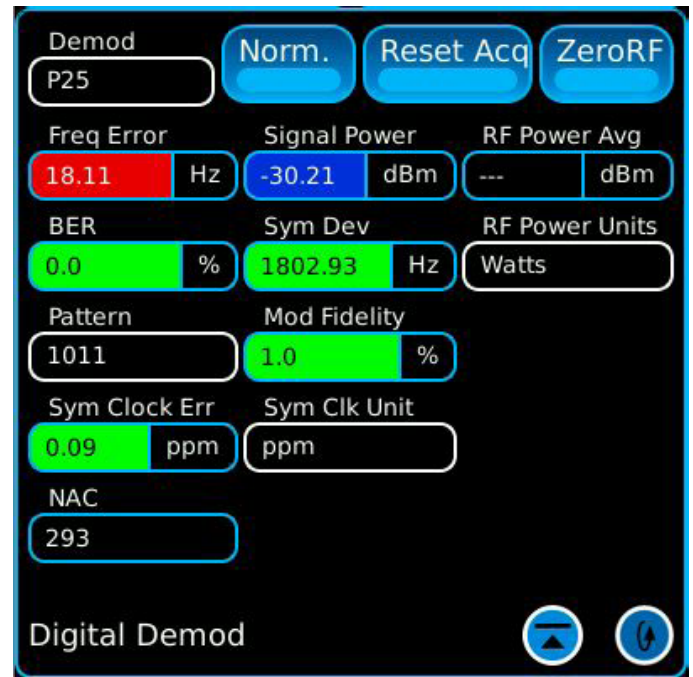 Demod
P25
Norm.
Reset Acq
ZeroRF
Freq Error Signal Power RF Power Avg
18.11 Hz -30.21 dBm --- dBm
BER Sym Dev RF Power Units
0.0 % 1802.93 Hz Watts
Pattern Mod Fidelity
1011 1.0 %
Sym Clock Err Sym Clk Unit
0.09 ppm ppm
NAC
293
Digital Demod